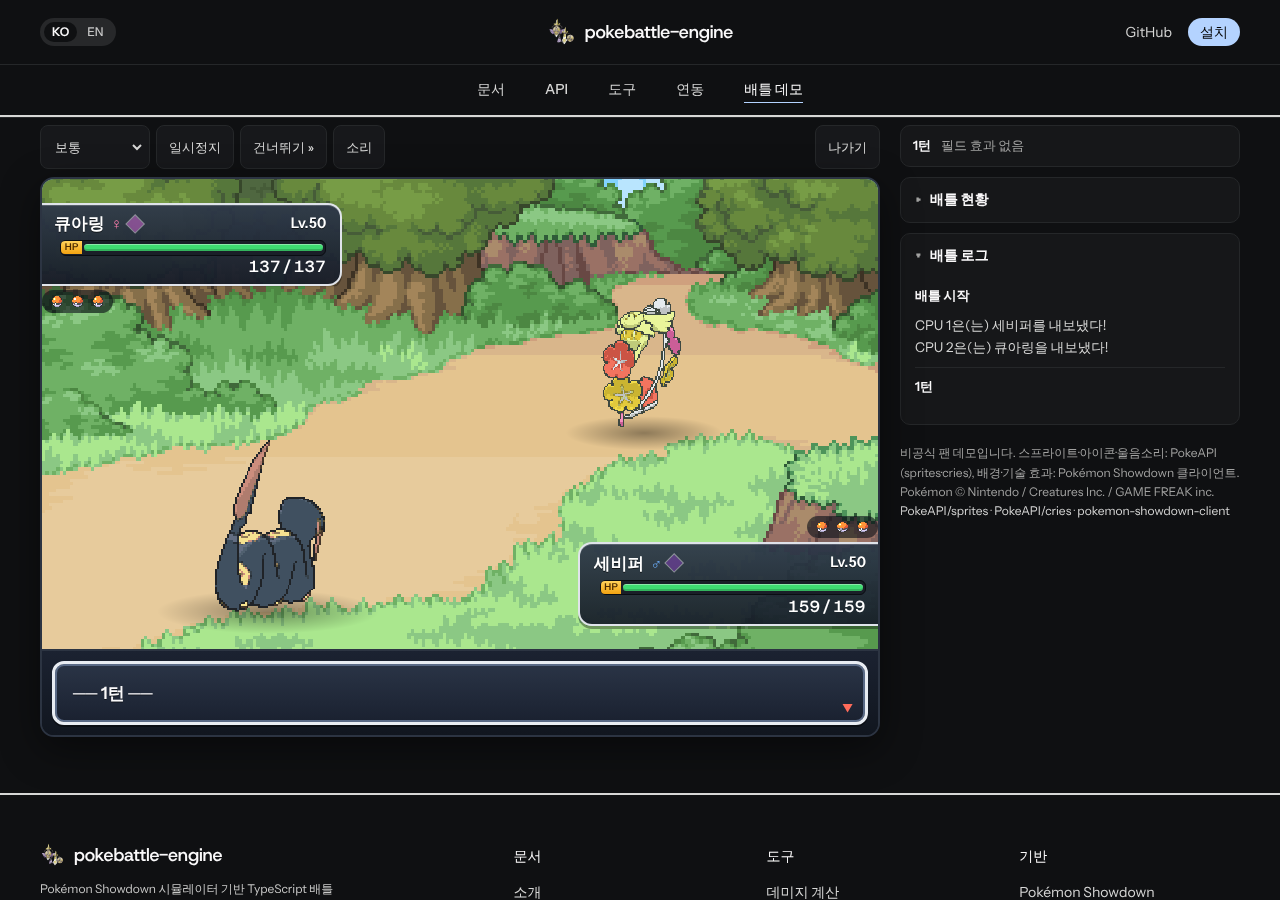 KO EN
pokebattle-engine
GitHub 설치
문서 API 도구 연동 배틀 데모
보통 일시정지 건너뛰기 » 소리 나가기
1턴 필드 효과 없음
배틀 현황
배틀 로그
배틀 시작
CPU 1은(는) 세비퍼를 내보냈다!
CPU 2은(는) 큐아링을 내보냈다!
1턴
비공식 팬 데모입니다. 스프라이트·아이콘·울음소리: PokeAPI
(sprites·cries), 배경·기술 효과: Pokémon Showdown 클라이언트.
Pokémon © Nintendo / Creatures Inc. / GAME FREAK inc.
PokeAPI/sprites · PokeAPI/cries · pokemon-showdown-client
큐아링 ♀ Lv.50
HP
137/137
세비퍼 ♂ Lv.50
HP
159/159
── 1턴 ──
pokebattle-engine
Pokémon Showdown 시뮬레이터 기반 TypeScript 배틀
문서
소개
도구
데미지 계산
기반
Pokémon Showdown